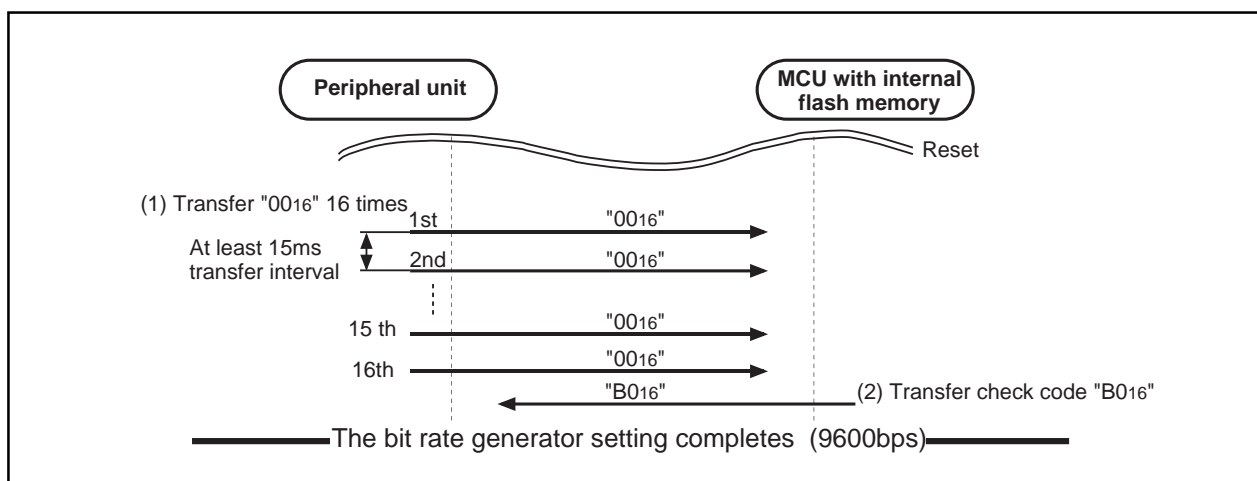 Peripheral unit
MCU with internal
flash memory
Reset
(1) Transfer "0016" 16 times
1st
"0016"
At least 15ms
transfer interval
2nd
"0016"
15 th
"0016"
16th
"0016"
"B016"
(2) Transfer check code "B016"
The bit rate generator setting completes (9600bps)